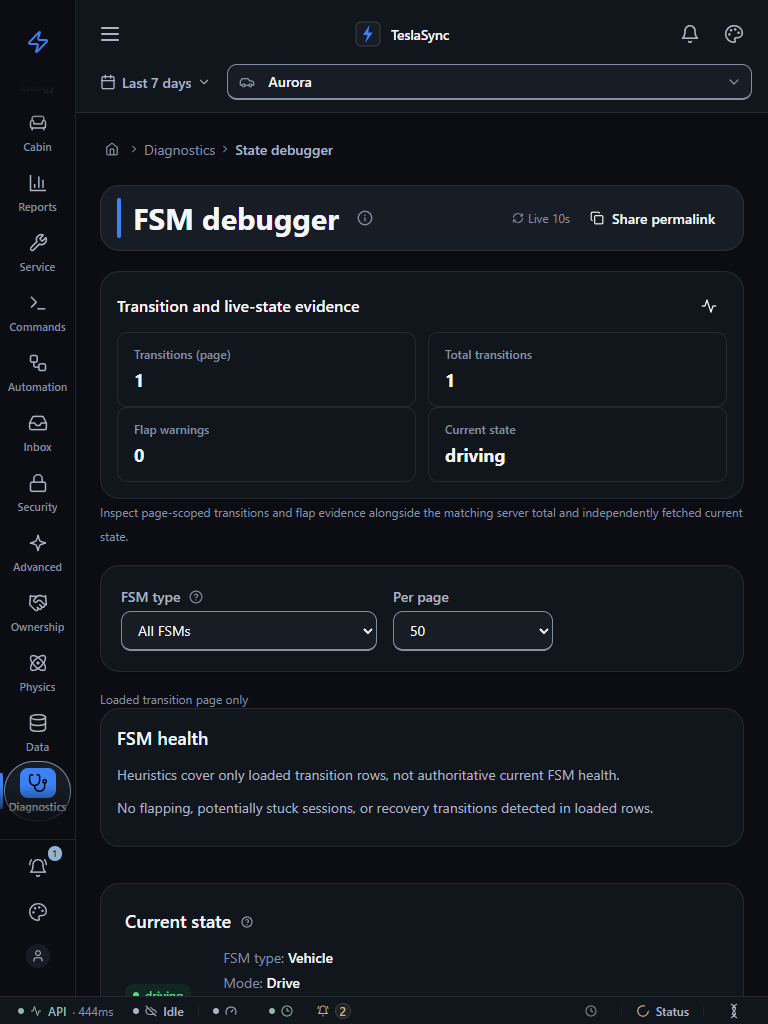 TeslaSync
Last 7 days
Aurora
Energy
Cabin
Reports
Service
Commands
Automation
Inbox
Security
Advanced
Ownership
Physics
Data
Diagnostics
1
Diagnostics
State debugger
FSM debugger
Live 10s
Share permalink
Transition and live-state evidence
Transitions (page)
1
Total transitions
1
Flap warnings
0
Current state
driving
Inspect page-scoped transitions and flap evidence alongside the matching server total and independently fetched current
state.
FSM type
Per page
All FSMs
50
Loaded transition page only
FSM health
Heuristics cover only loaded transition rows, not authoritative current FSM health.
No flapping, potentially stuck sessions, or recovery transitions detected in loaded rows.
Current state
FSM type: Vehicle
Mode: Drive
driving
API · 444ms
Idle
2
Status